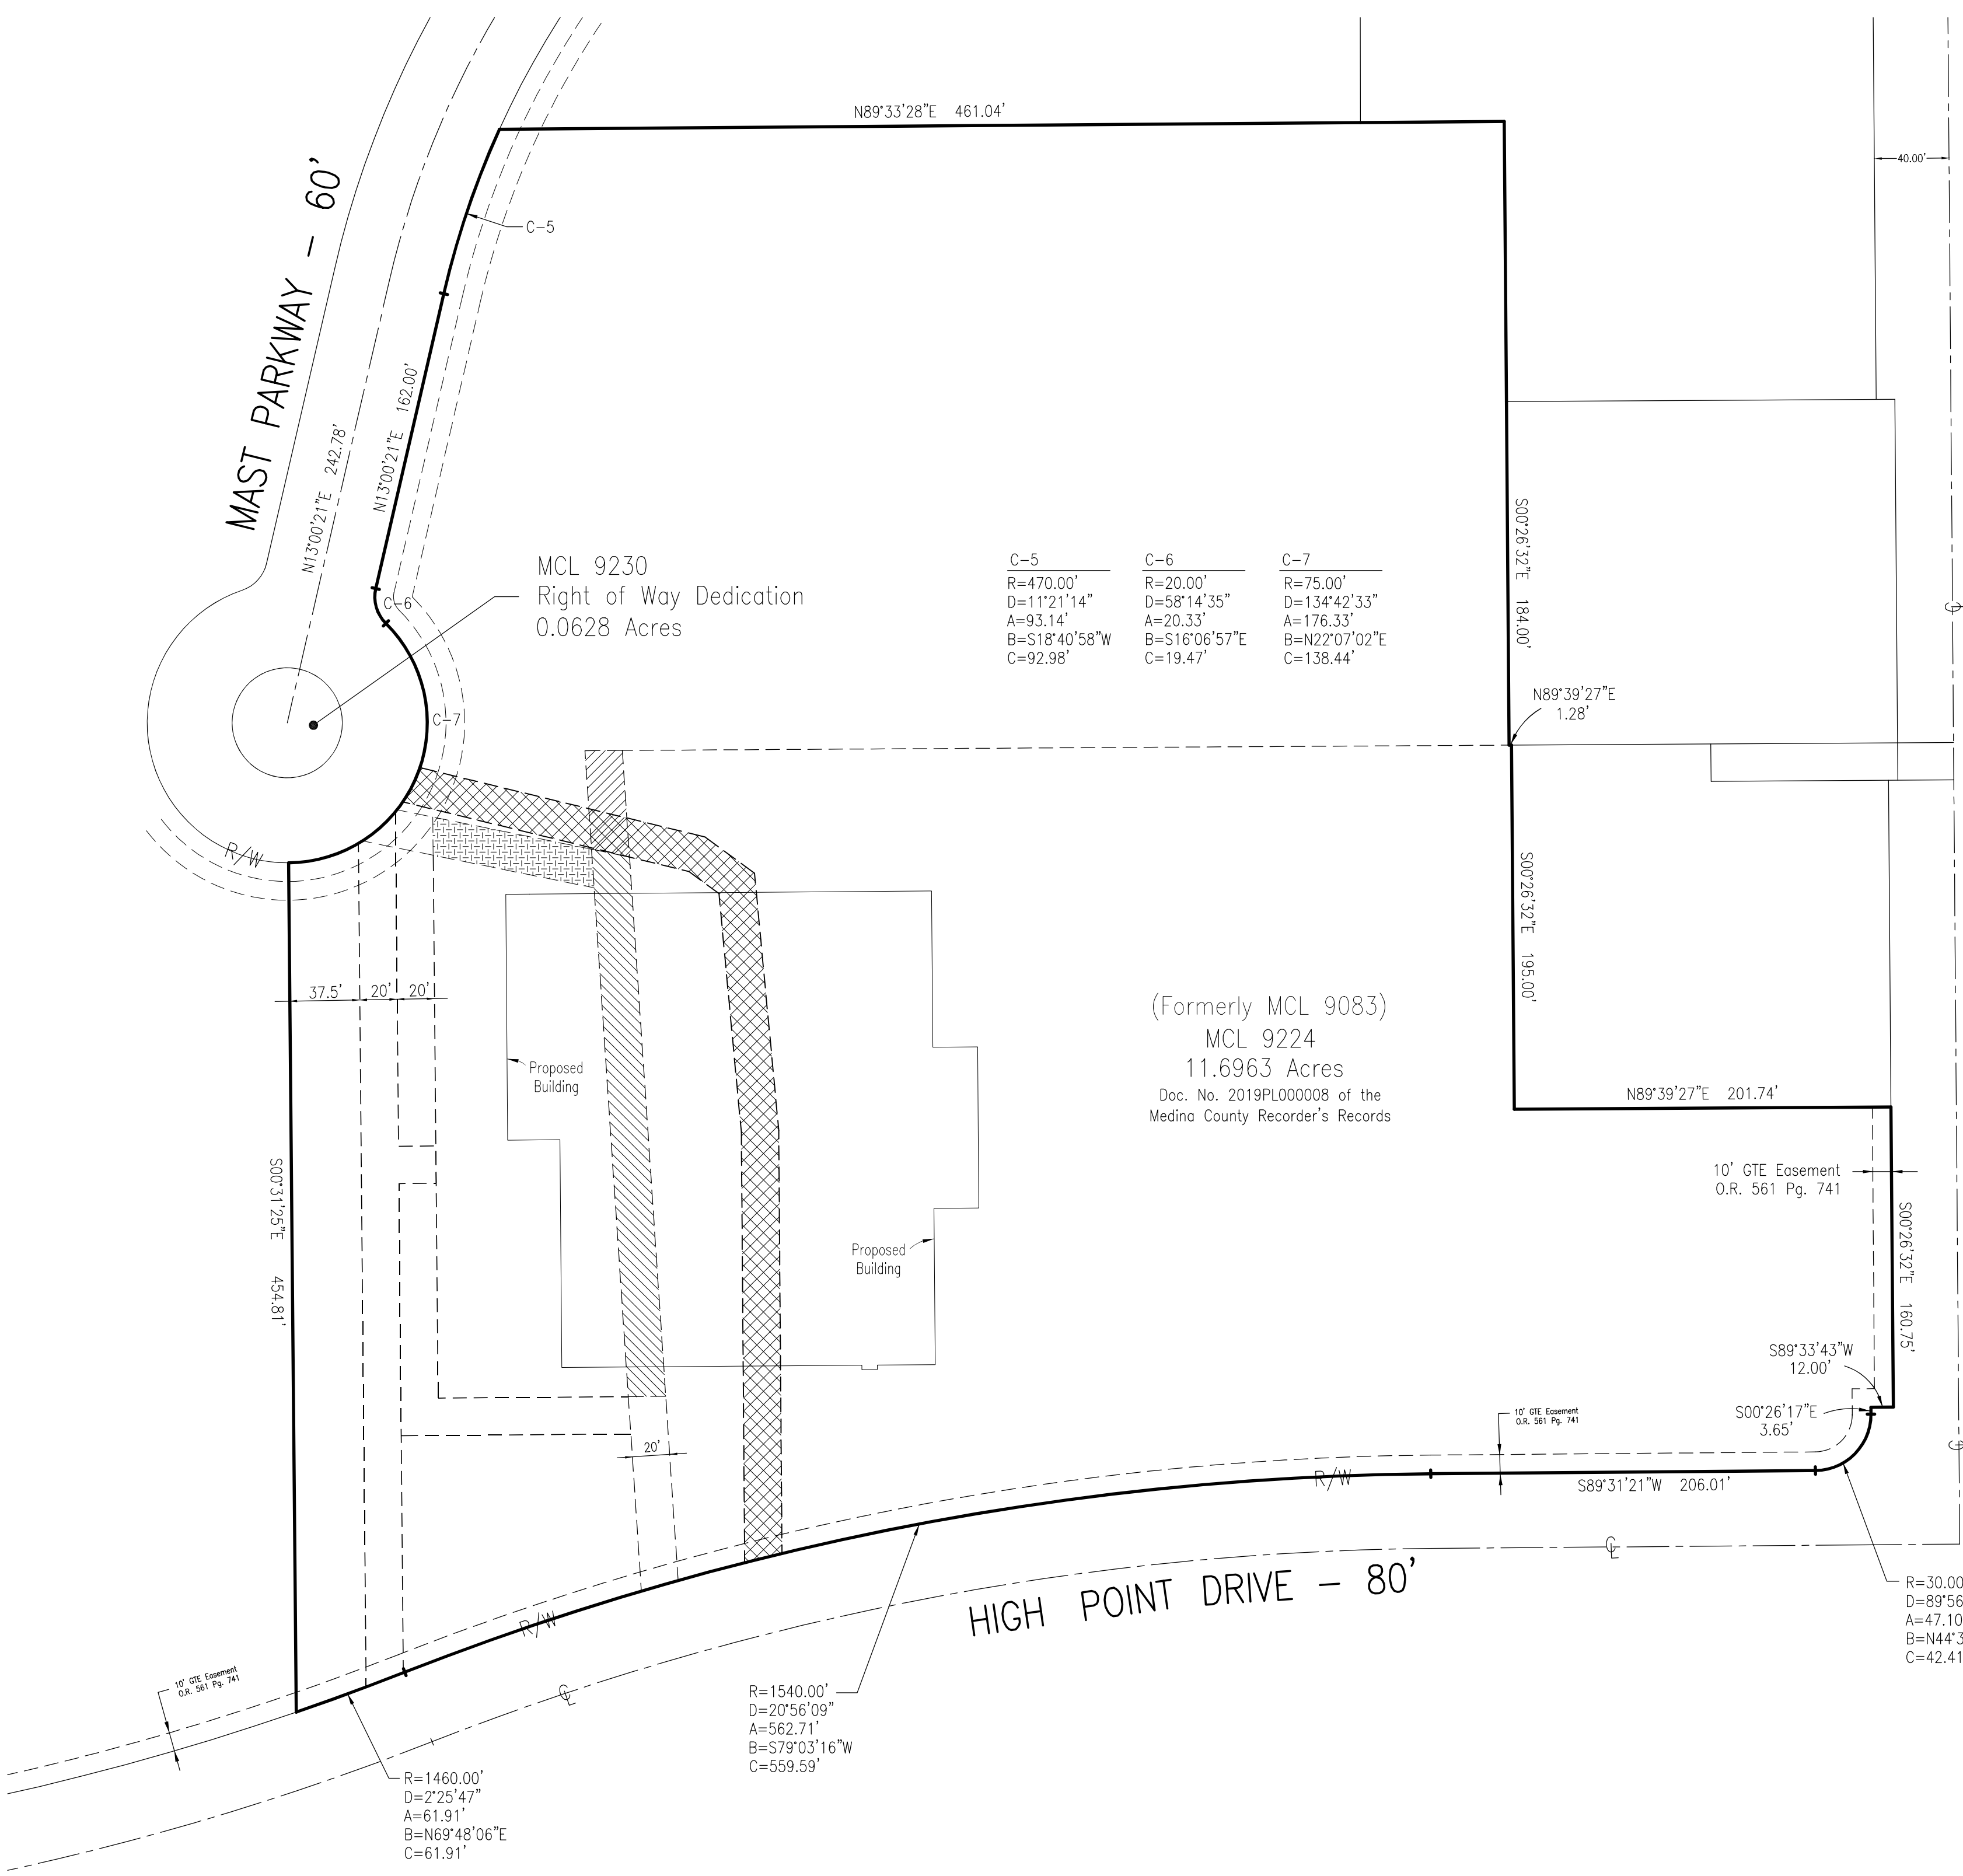 N89°33'28"E 461.04'
40.00'
MAST PARKWAY - 60'
C-5
N13°00'21"E 162.00'
N13°00'21"E 242.78'
MCL 9230
Right of Way Dedication
0.0628 Acres
C-5
R=470.00'
D=11°21'14"
A=93.14'
B=S18°40'58"W
C=92.98'
C-6
R=20.00'
D=58°14'35"
A=20.33'
B=S16°06'57"E
C=19.47'
C-7
R=75.00'
D=134°42'33"
A=176.33'
B=N22°07'02"E
C=138.44'
S00°26'32"E 184.00'
C-6
C-7
N89°39'27"E
1.28'
R/W
S00°26'32"E 195.00'
37.5'
20'
20'
(Formerly MCL 9083)
MCL 9224
11.6963 Acres
Doc. No. 2019PL000008 of the
Medina County Recorder's Records
Proposed
Building
N89°39'27"E 201.74'
10' GTE Easement
O.R. 561 Pg. 741
S00°31'25"E 454.81'
S00°26'32"E 160.75'
Proposed
Building
S89°33'43"W
12.00'
S00°26'17"E
3.65'
10' GTE Easement
O.R. 561 Pg. 741
20'
R/W
S89°31'21"W 206.01'
HIGH POINT DRIVE - 80'
R/W
R=30.00
D=89°56
A=47.10
B=N44°3
C=42.41
10' GTE Easement
O.R. 561 Pg. 741
R=1540.00'
D=20°56'09"
A=562.71'
B=S79°03'16"W
C=559.59'
R=1460.00'
D=2°25'47"
A=61.91'
B=N69°48'06"E
C=61.91'